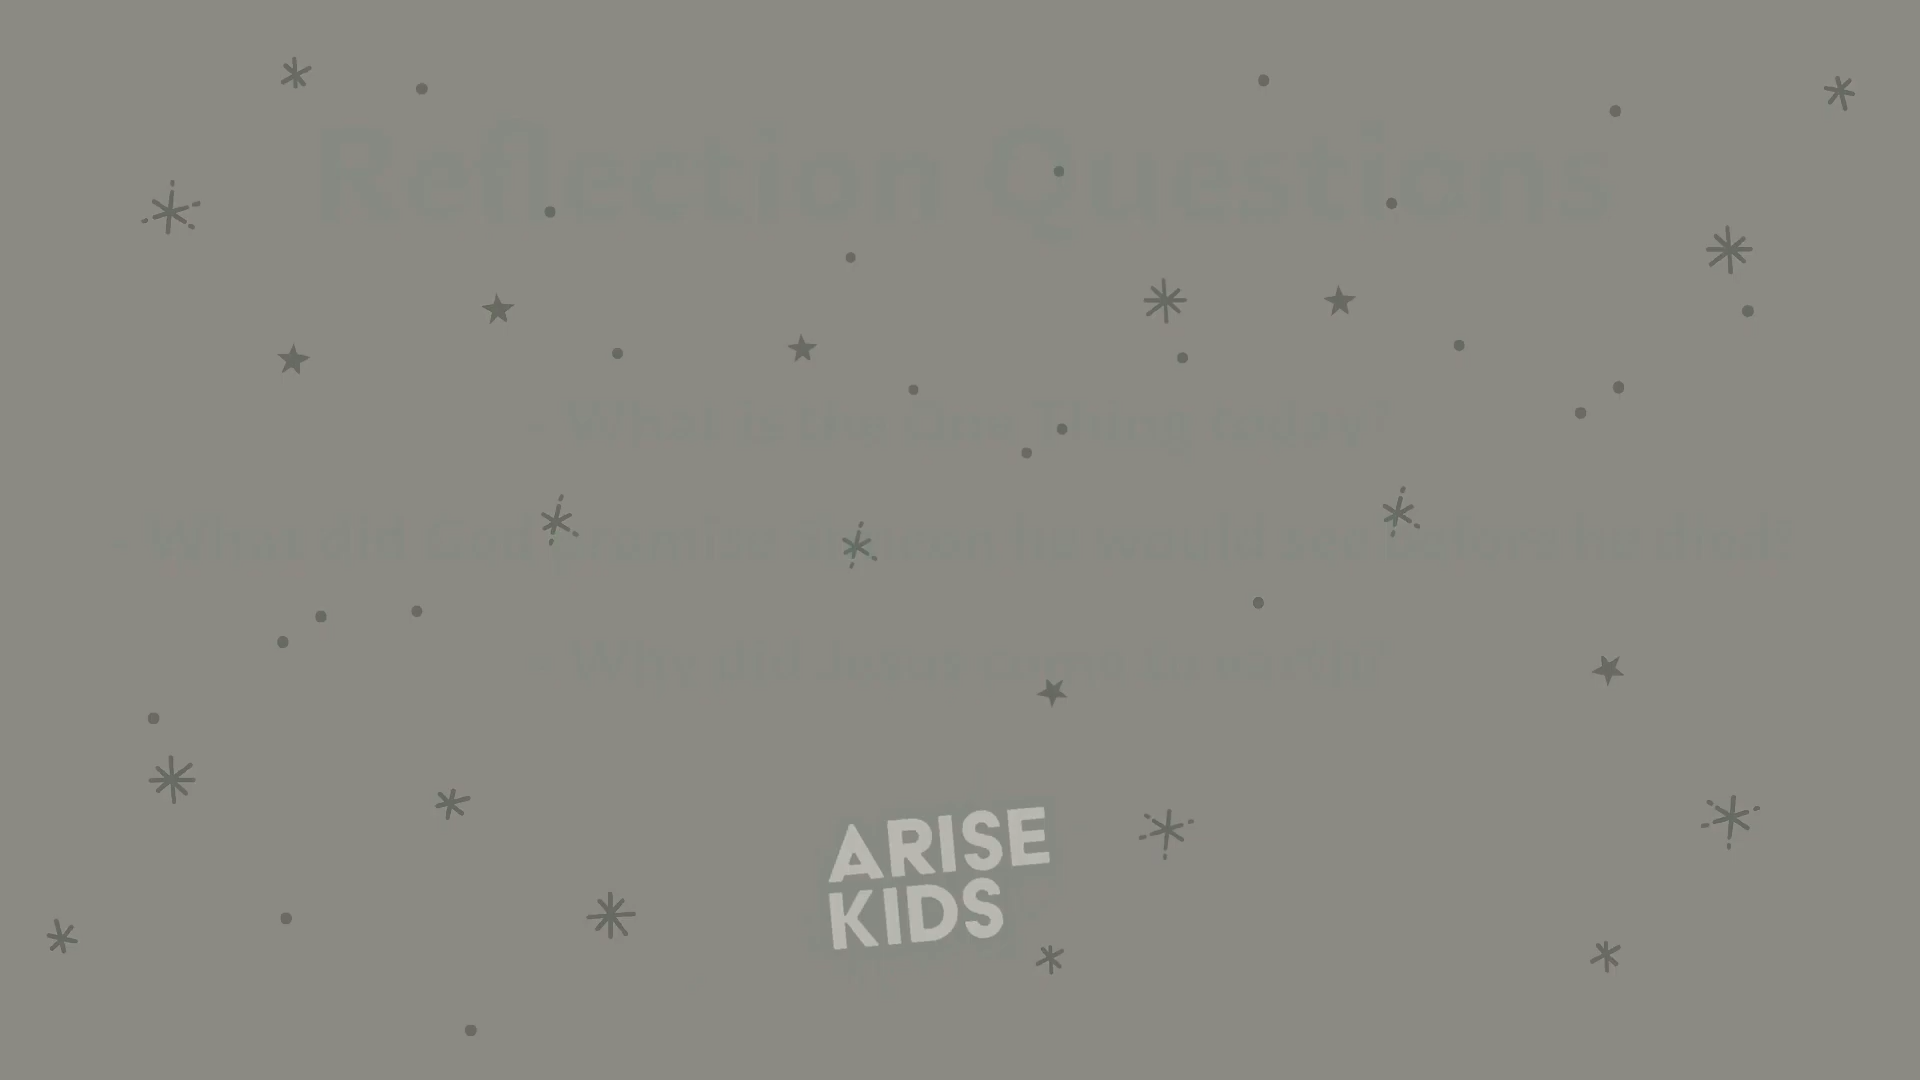 Reflection Questions
- What is the One Thing today?
- What did God promise Simeon he would see before he died?
- Why did Jesus come to earth?
ARISE
KIDS